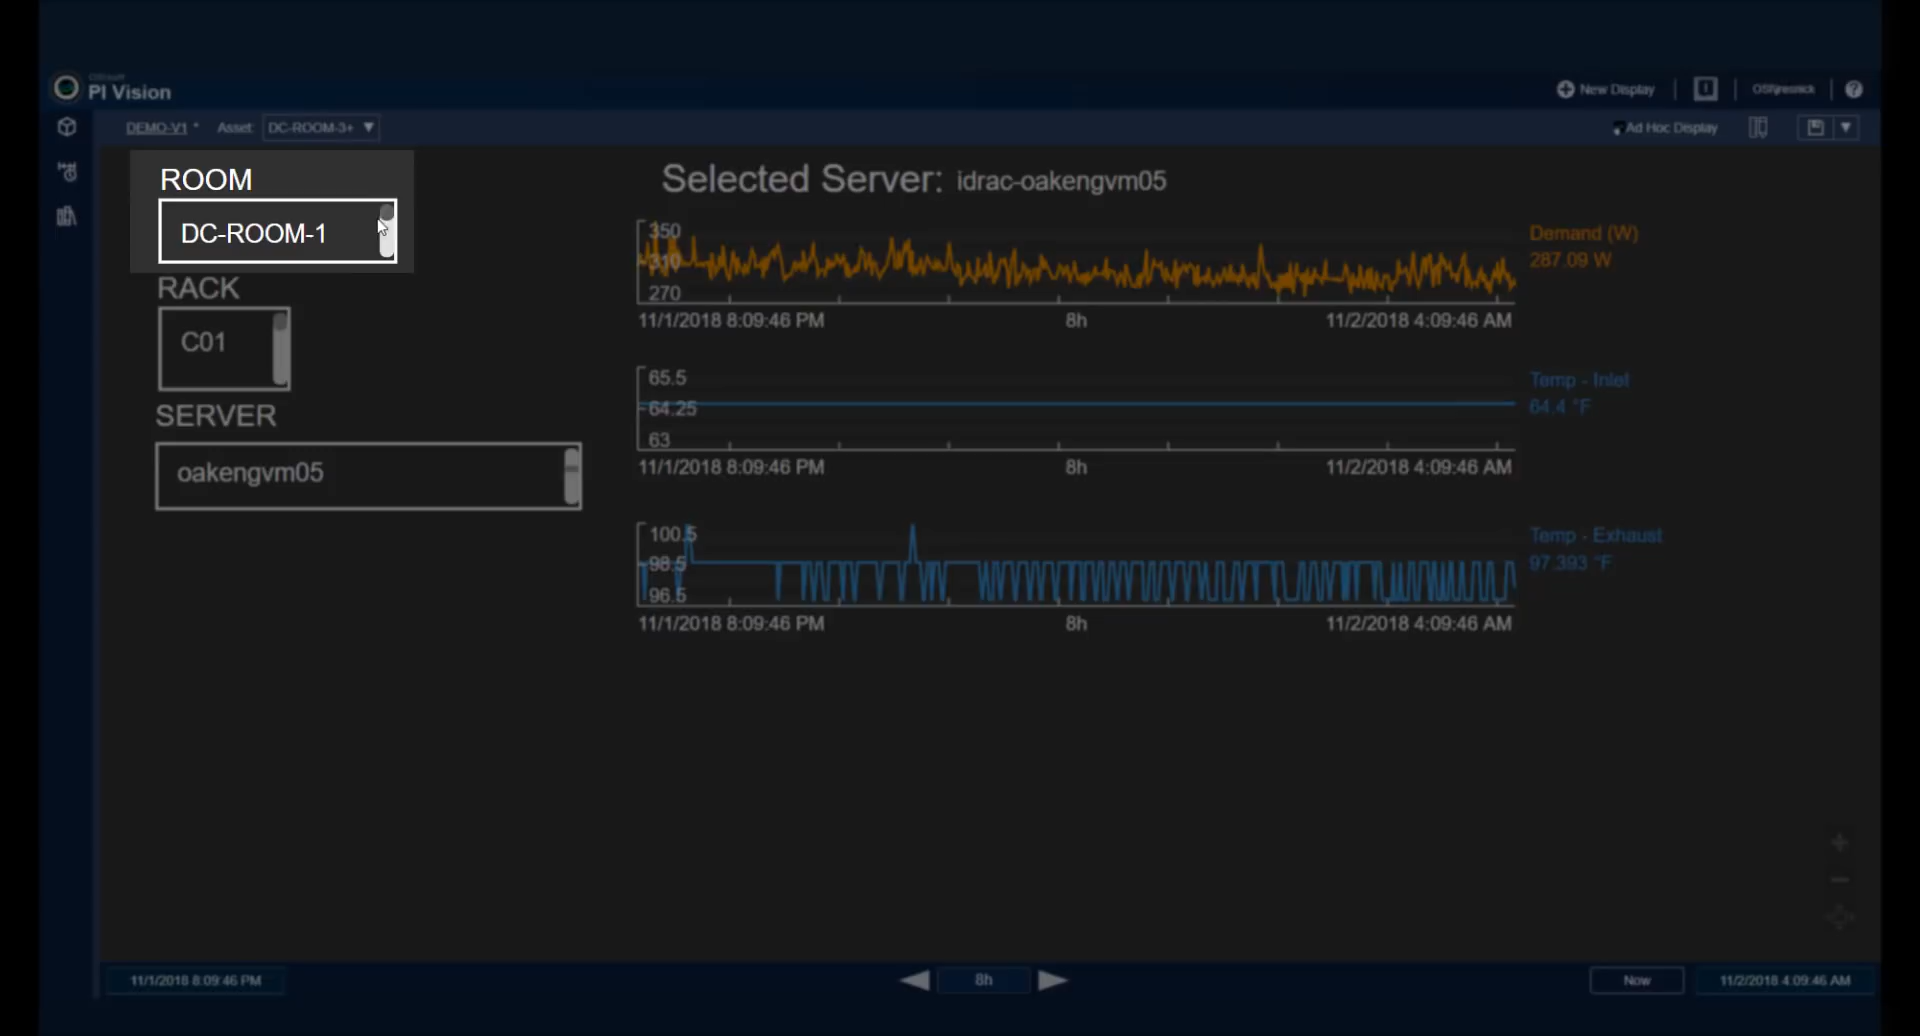 OSIsoft
PI Vision
New Display
OSI\jresnick
?
DEMO-V1 *
Asset:
DC-ROOM-3+
Ad Hoc Display
ROOM
DC-ROOM-1
RACK
C01
SERVER
oakengvm05
Selected Server: idrac-oakengvm05
350
310
270
11/1/2018 8:09:46 PM
8h
11/2/2018 4:09:46 AM
Demand (W)
287.09 W
65.5
64.25
63
11/1/2018 8:09:46 PM
8h
11/2/2018 4:09:46 AM
Temp - Inlet
64.4 °F
100.5
98.5
96.5
11/1/2018 8:09:46 PM
8h
11/2/2018 4:09:46 AM
Temp - Exhaust
97.393 °F
11/1/2018 8:09:46 PM
8h
Now
11/2/2018 4:09:46 AM